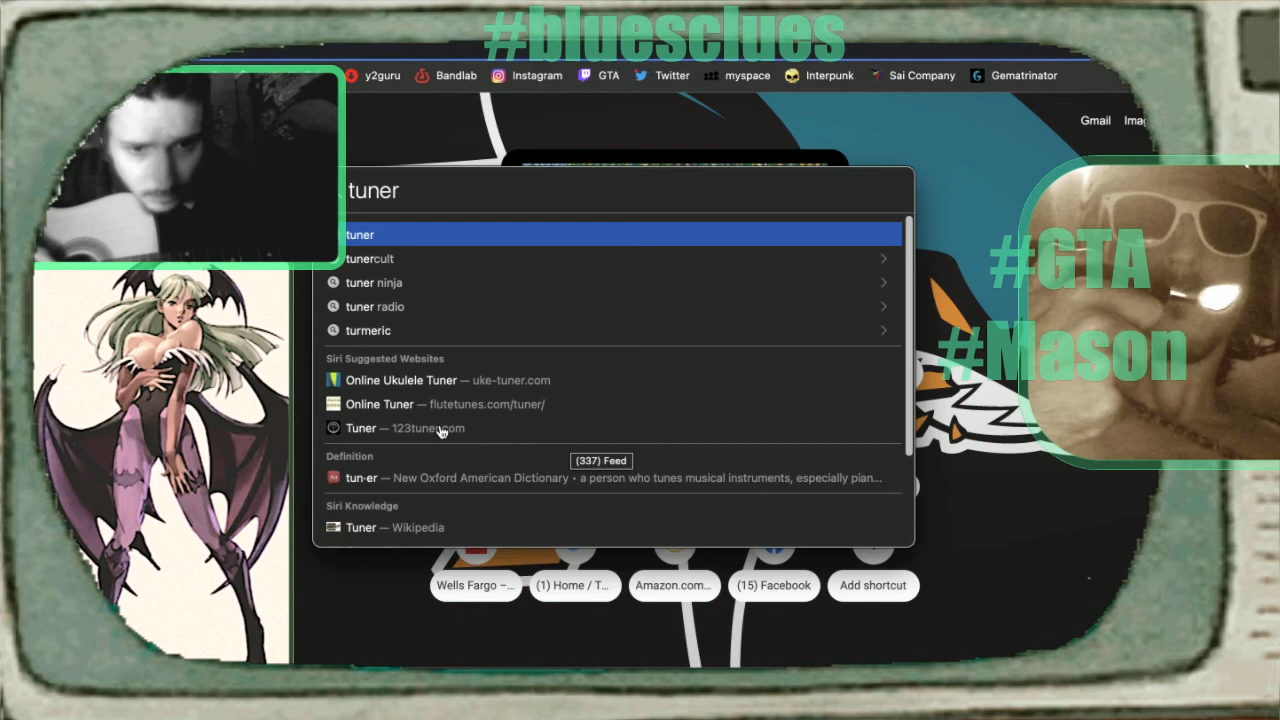 #bluesclues
y2guru Bandlab Instagram GTA Twitter myspace Interpunk Sai Company Gematrinator
Gmail
tuner
tuner
tunercult
tuner ninja
tuner radio
turmeric
Siri Suggested Websites
Online Ukulele Tuner — uke-tuner.com
Online Tuner — flutetunes.com/tuner/
Tuner — 123tuner.com
Definition
(337) Feed
tun·er — New Oxford American Dictionary • a person who tunes musical instruments, especially pian...
Siri Knowledge
Tuner — Wikipedia
Wells Fargo –... (1) Home / T... Amazon.com... (15) Facebook Add shortcut
#GTA
#Mason